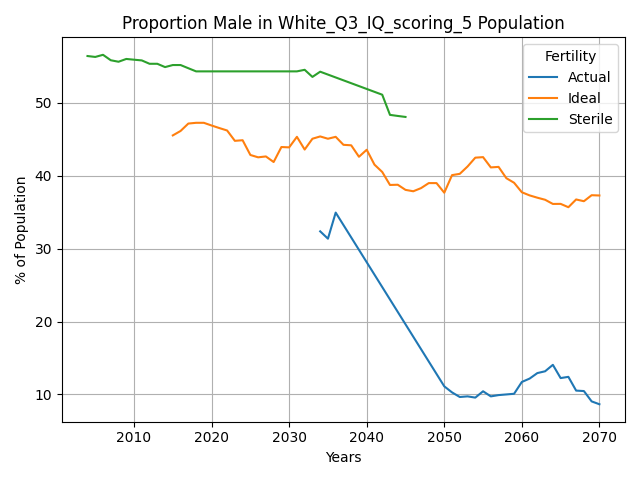 Proportion Male in White_Q3_IQ_scoring_5 Population
Fertility
Actual
Ideal
Sterile
% of Population
50
40
30
20
10
2010 2020 2030 2040 2050 2060 2070
Years